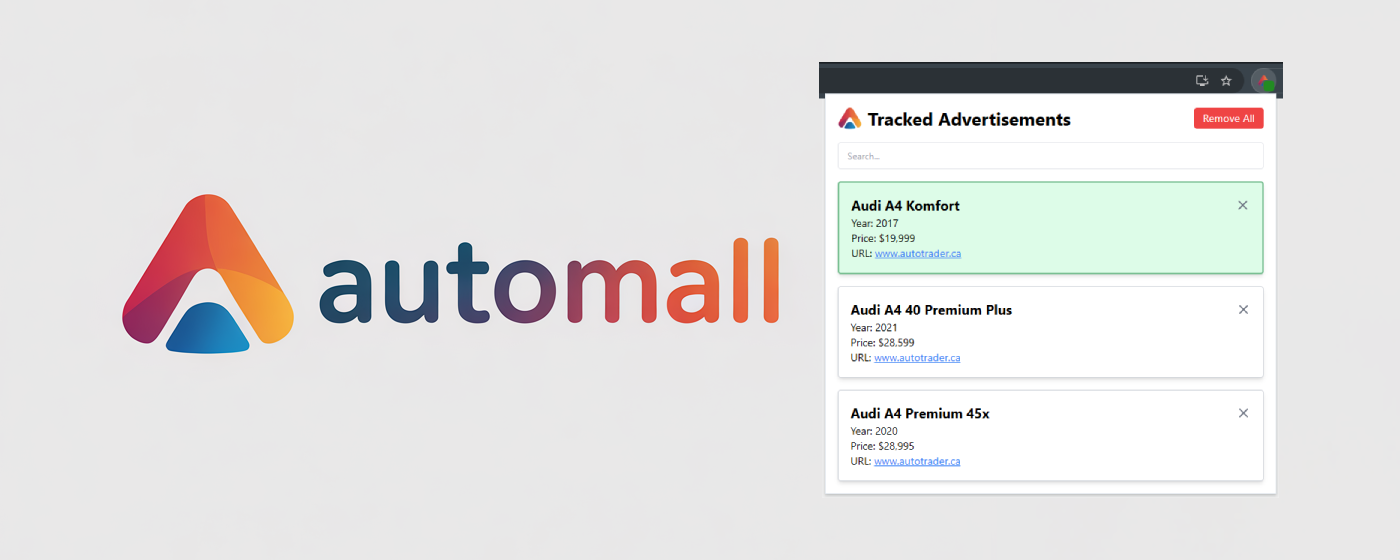 automall
Tracked Advertisements
Remove All
Search...
Audi A4 Komfort
Year: 2017
Price: $19,999
URL: www.autotrader.ca
Audi A4 40 Premium Plus
Year: 2021
Price: $28,599
URL: www.autotrader.ca
Audi A4 Premium 45x
Year: 2020
Price: $28,995
URL: www.autotrader.ca